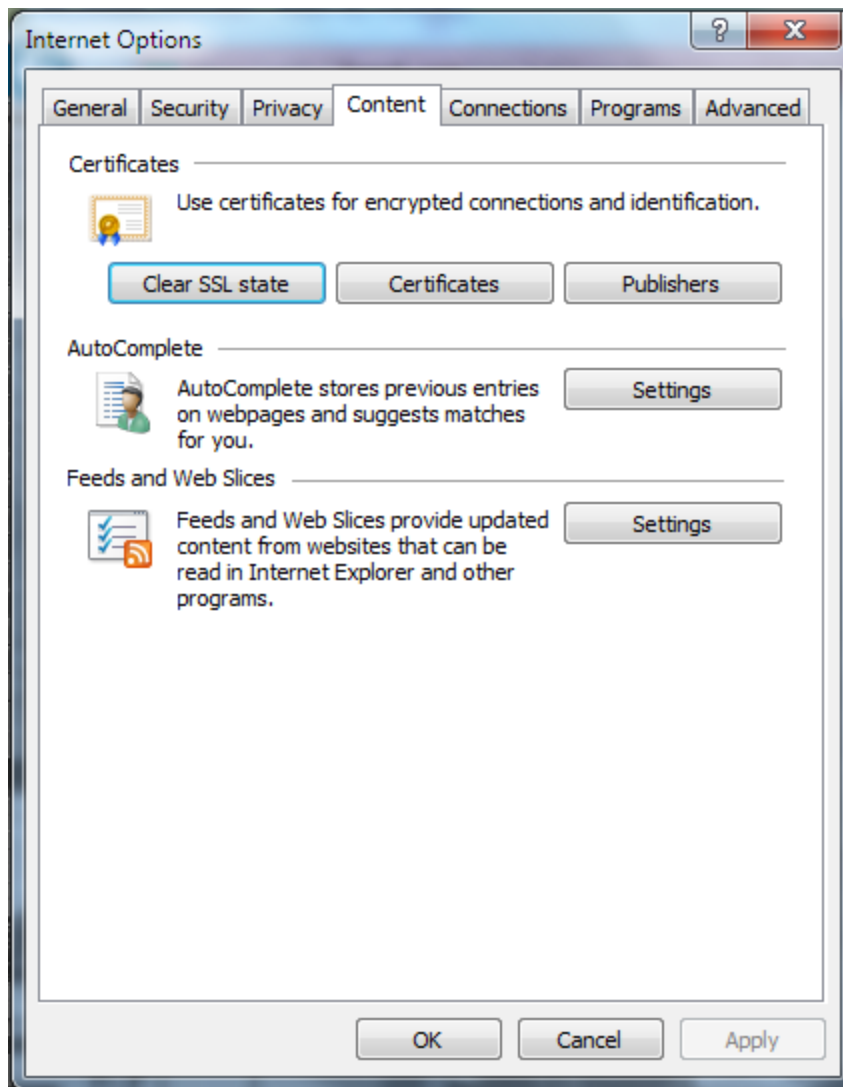 Internet Options
General Security Privacy Content Connections Programs Advanced
Certificates
Use certificates for encrypted connections and identification.
Clear SSL state Certificates Publishers
AutoComplete
AutoComplete stores previous entries
on webpages and suggests matches
for you.
Settings
Feeds and Web Slices
Feeds and Web Slices provide updated
content from websites that can be
read in Internet Explorer and other
programs.
Settings
OK Cancel Apply